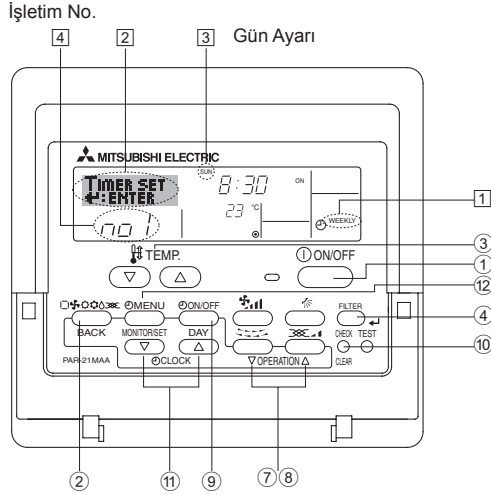 İşletim No.
4 2 3 Gün Ayarı
MITSUBISHI ELECTRIC
TIMER SET
:ENTER
SUN
8:30
ON
23 °C
WEEKLY
1
no 1
TEMP.
ON/OFF
3
1
12
MENU
ON/OFF
FILTER
4
BACK
MONITOR/SET
DAY
CHECK TEST
PAR-21MAA
CLOCK
OPERATION
CLEAR
10
2 11 9 7 8